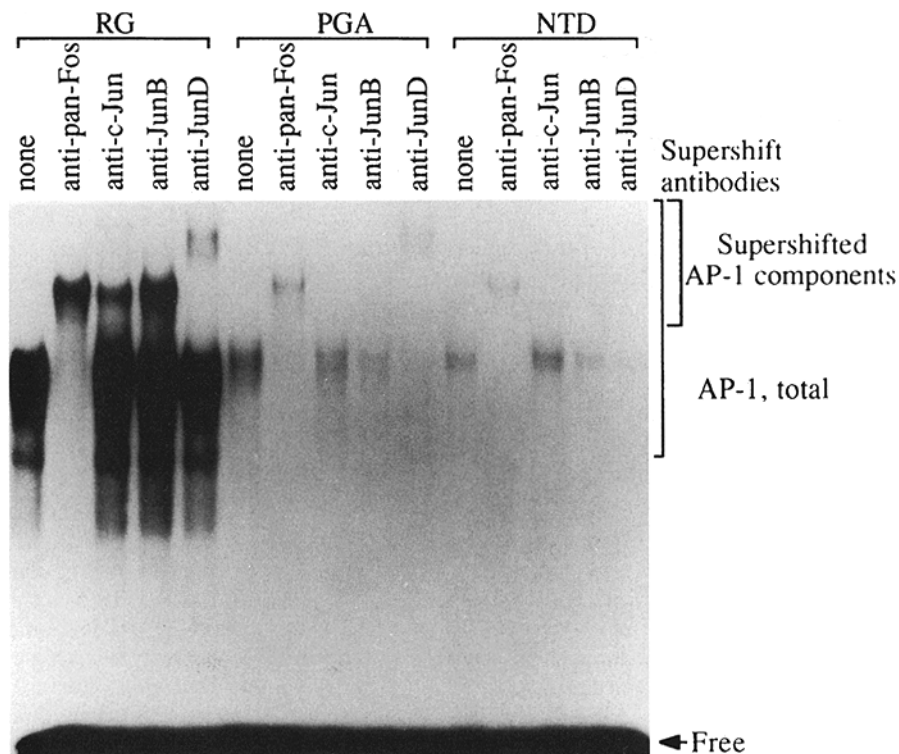 RG
PGA
NTD
none
anti-pan-Fos
anti-c-Jun
anti-JunB
anti-JunD
none
anti-pan-Fos
anti-c-Jun
anti-JunB
anti-JunD
none
anti-pan-Fos
anti-c-Jun
anti-JunB
anti-JunD
Supershift
antibodies
Supershifted
AP-1 components
AP-1, total
Free